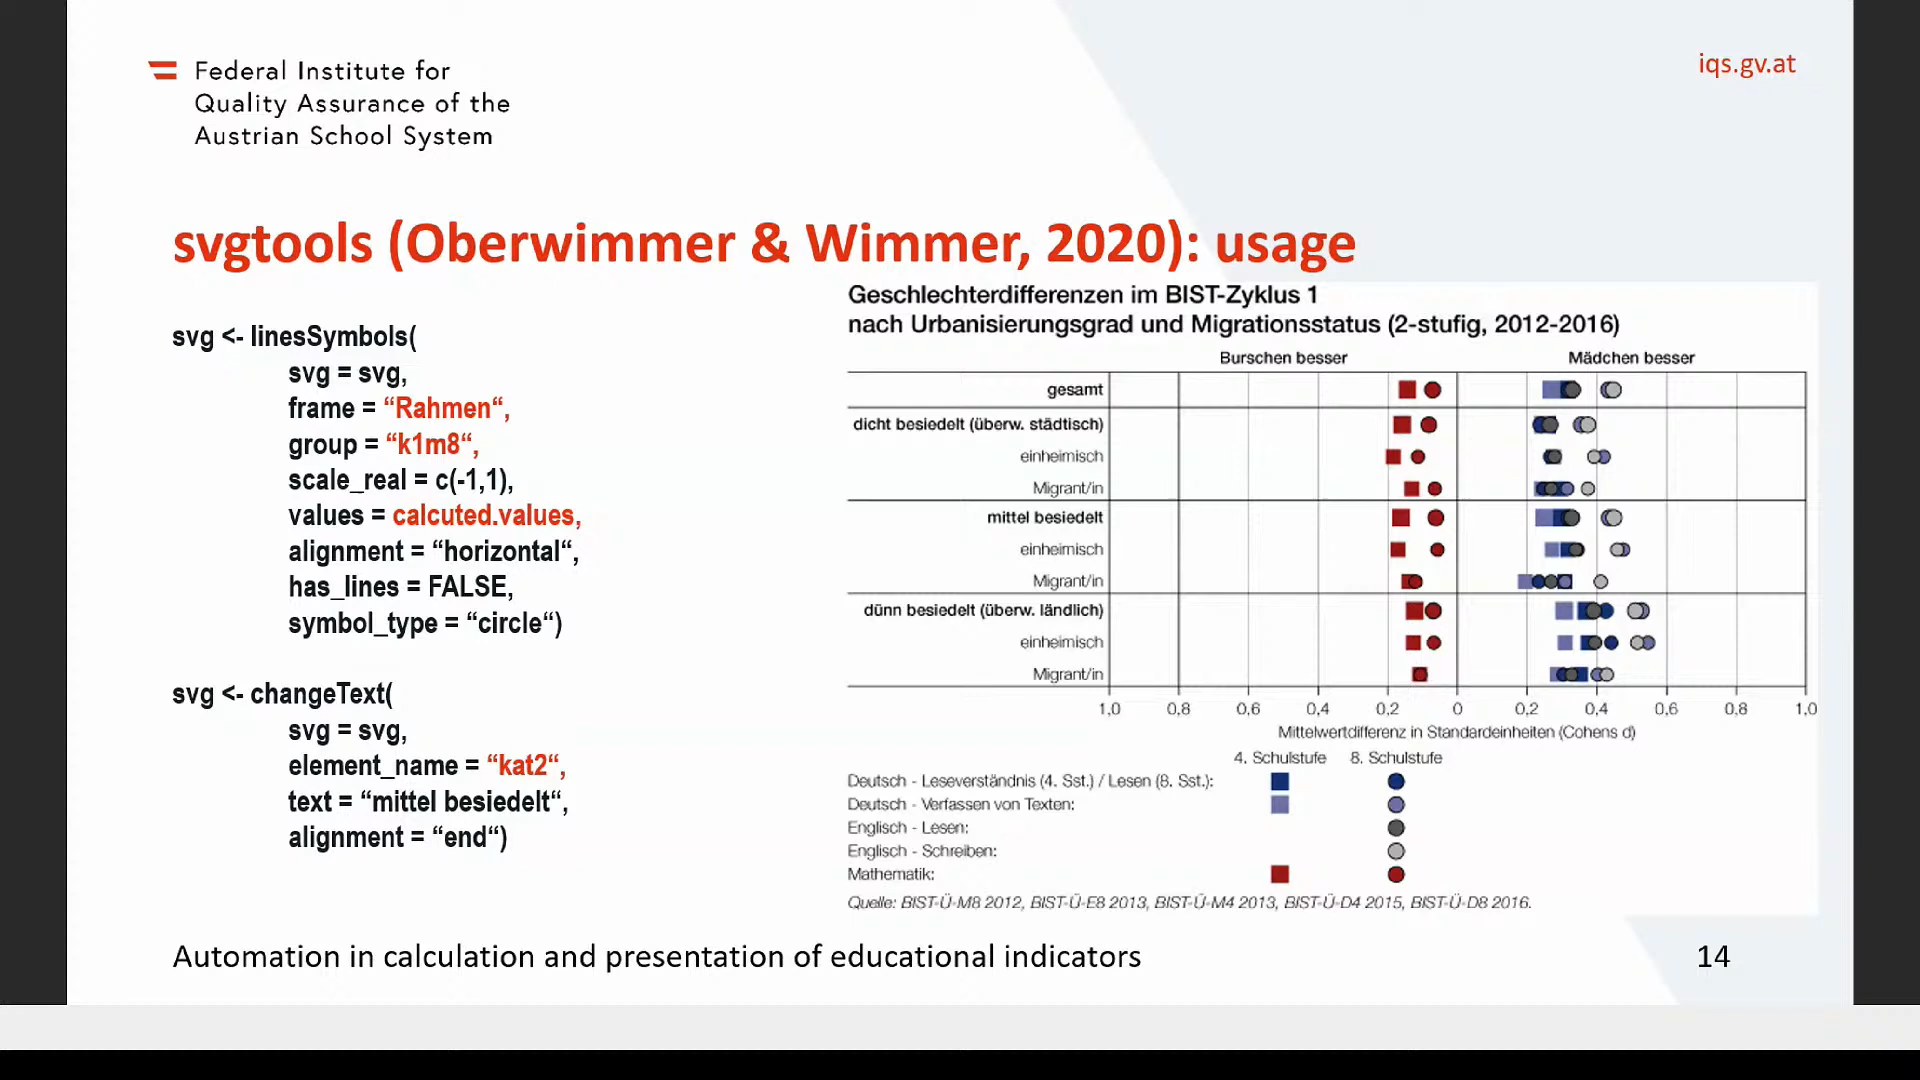 Federal Institute for
Quality Assurance of the
Austrian School System
iqs.gv.at
svgtools (Oberwimmer & Wimmer, 2020): usage
svg <- linesSymbols(
svg = svg,
frame = “Rahmen“,
group = “k1m8“,
scale_real = c(-1,1),
values = calcuted.values,
alignment = “horizontal“,
has_lines = FALSE,
symbol_type = “circle“)
svg <- changeText(
svg = svg,
element_name = “kat2“,
text = “mittel besiedelt“,
alignment = “end“)
Geschlechterdifferenzen im BIST-Zyklus 1
nach Urbanisierungsgrad und Migrationsstatus (2-stufig, 2012-2016)
Burschen besser Mädchen besser
gesamt
dicht besiedelt (überw. städtisch)
einheimisch
Migrant/in
mittel besiedelt
einheimisch
Migrant/in
dünn besiedelt (überw. ländlich)
einheimisch
Migrant/in
1,0 0,8 0,6 0,4 0,2 0 0,2 0,4 0,6 0,8 1,0
Mittelwertdifferenz in Standardeinheiten (Cohens d)
4. Schulstufe 8. Schulstufe
Deutsch - Leseverständnis (4. Sst.) / Lesen (8. Sst.):
Deutsch - Verfassen von Texten:
Englisch - Lesen:
Englisch - Schreiben:
Mathematik:
Quelle: BIST-Ü-M8 2012, BIST-Ü-E8 2013, BIST-Ü-M4 2013, BIST-Ü-D4 2015, BIST-Ü-D8 2016.
Automation in calculation and presentation of educational indicators
14